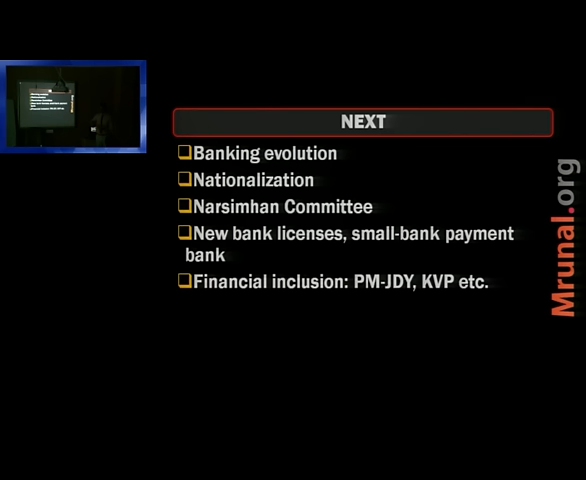 NEXT
❑Banking evolution
❑Nationalization
❑Narsimhan Committee
❑New bank licenses, small-bank payment
bank
❑Financial inclusion: PM-JDY, KVP etc.
Mrunal.org